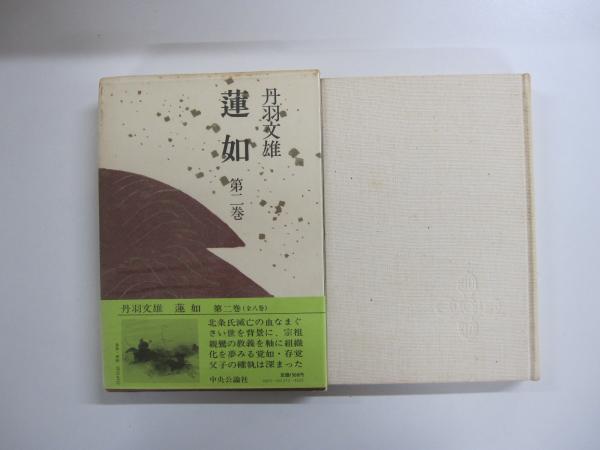 丹羽文雄
蓮如
第二巻
丹羽文雄 蓮如 第二巻(全八巻)
北条氏滅亡の血なまぐ
さい世を背景に、宗祖
親鸞の教義を軸に組織
化を夢みる覚如・存覚
父子の確執は深まった
中央公論社